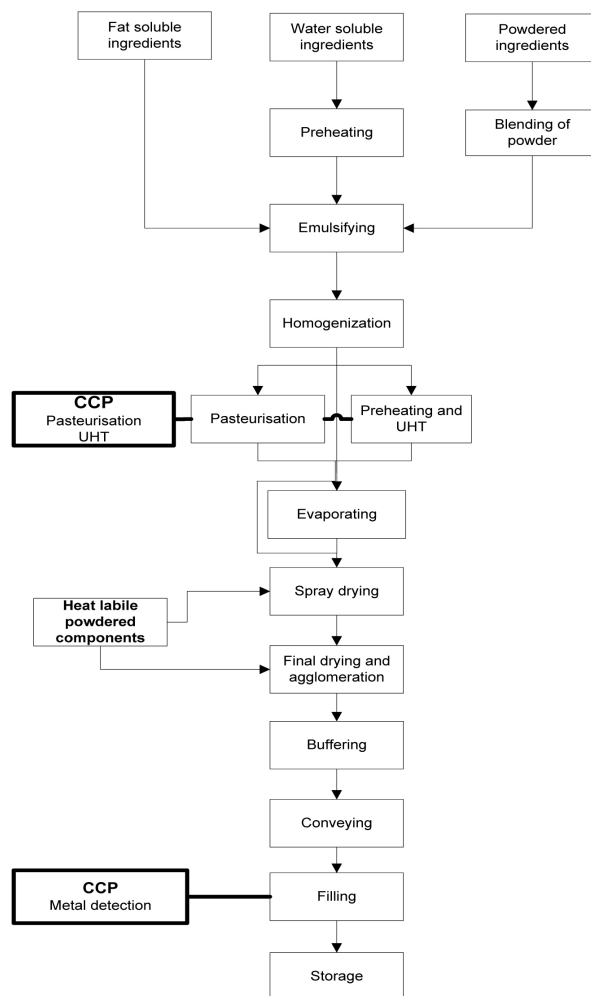 Fat soluble
ingredients
Water soluble
ingredients
Powdered
ingredients
Preheating
Blending of
powder
Emulsifying
Homogenization
CCP
Pasteurisation
UHT
Pasteurisation
Preheating and
UHT
Evaporating
Spray drying
Heat labile
powdered
components
Final drying and
agglomeration
Buffering
Conveying
CCP
Metal detection
Filling
Storage